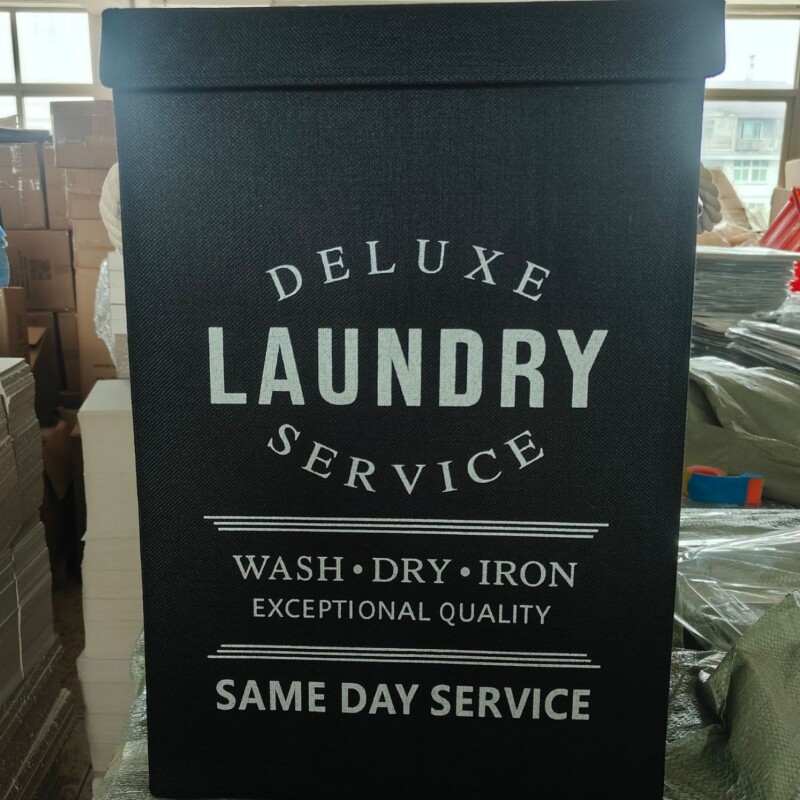 DELUXE
LAUNDRY
SERVICE
WASH • DRY • IRON
EXCEPTIONAL QUALITY
SAME DAY SERVICE